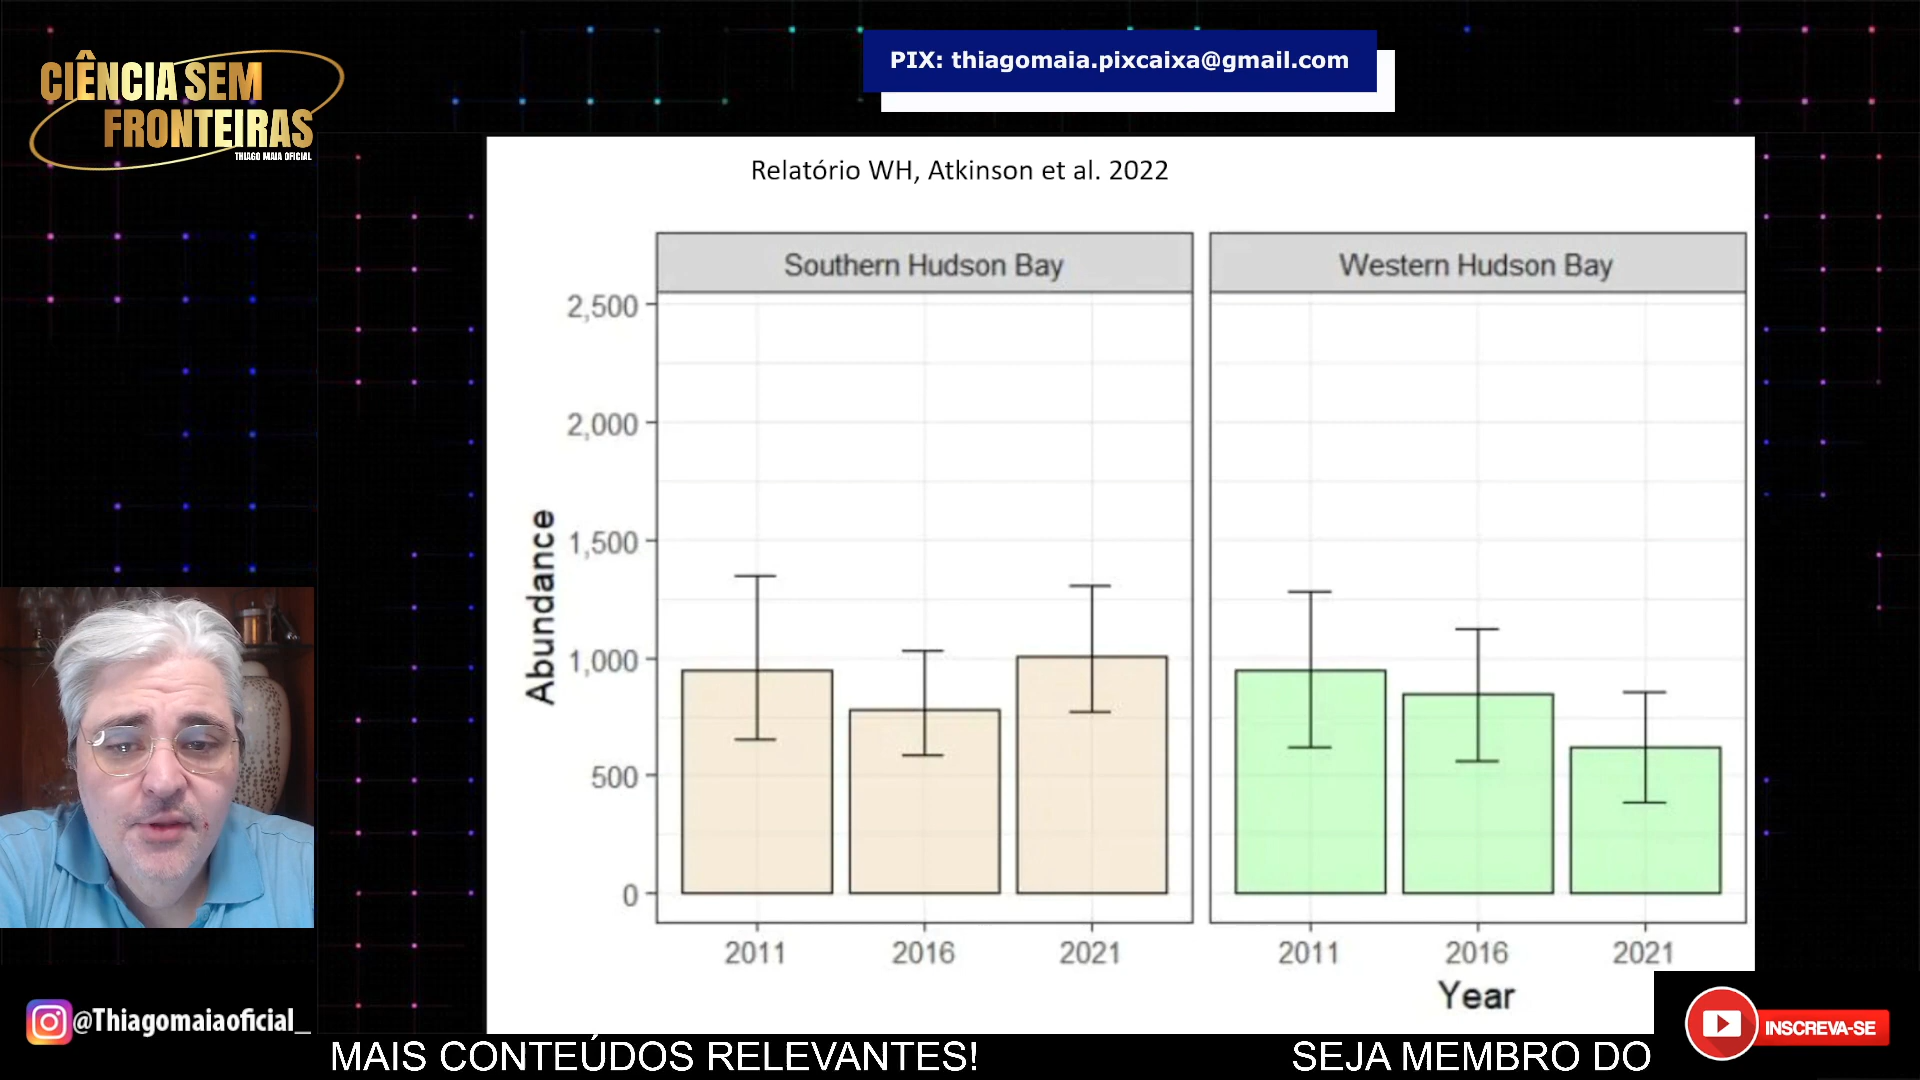 CIÊNCIA SEM
FRONTEIRAS
THIAGO MAIA OFICIAL
PIX: thiagomaia.pixcaixa@gmail.com
Relatório WH, Atkinson et al. 2022
Southern Hudson Bay
Western Hudson Bay
2,500
2,000
1,500
1,000
500
0
Abundance
2011 2016 2021
2011 2016 2021
Year
@Thiagomaiaoficial_
INSCREVA-SE
MAIS CONTEÚDOS RELEVANTES! SEJA MEMBRO DO